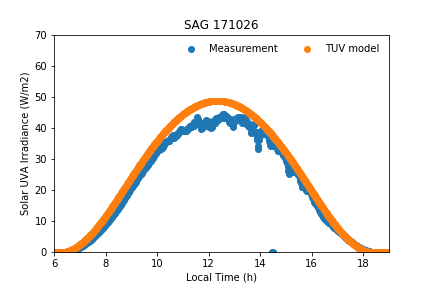 SAG 171026
Measurement
TUV model
Solar UVA Irradiance (W/m2)
70
60
50
40
30
20
10
0
6 8 10 12 14 16 18
Local Time (h)